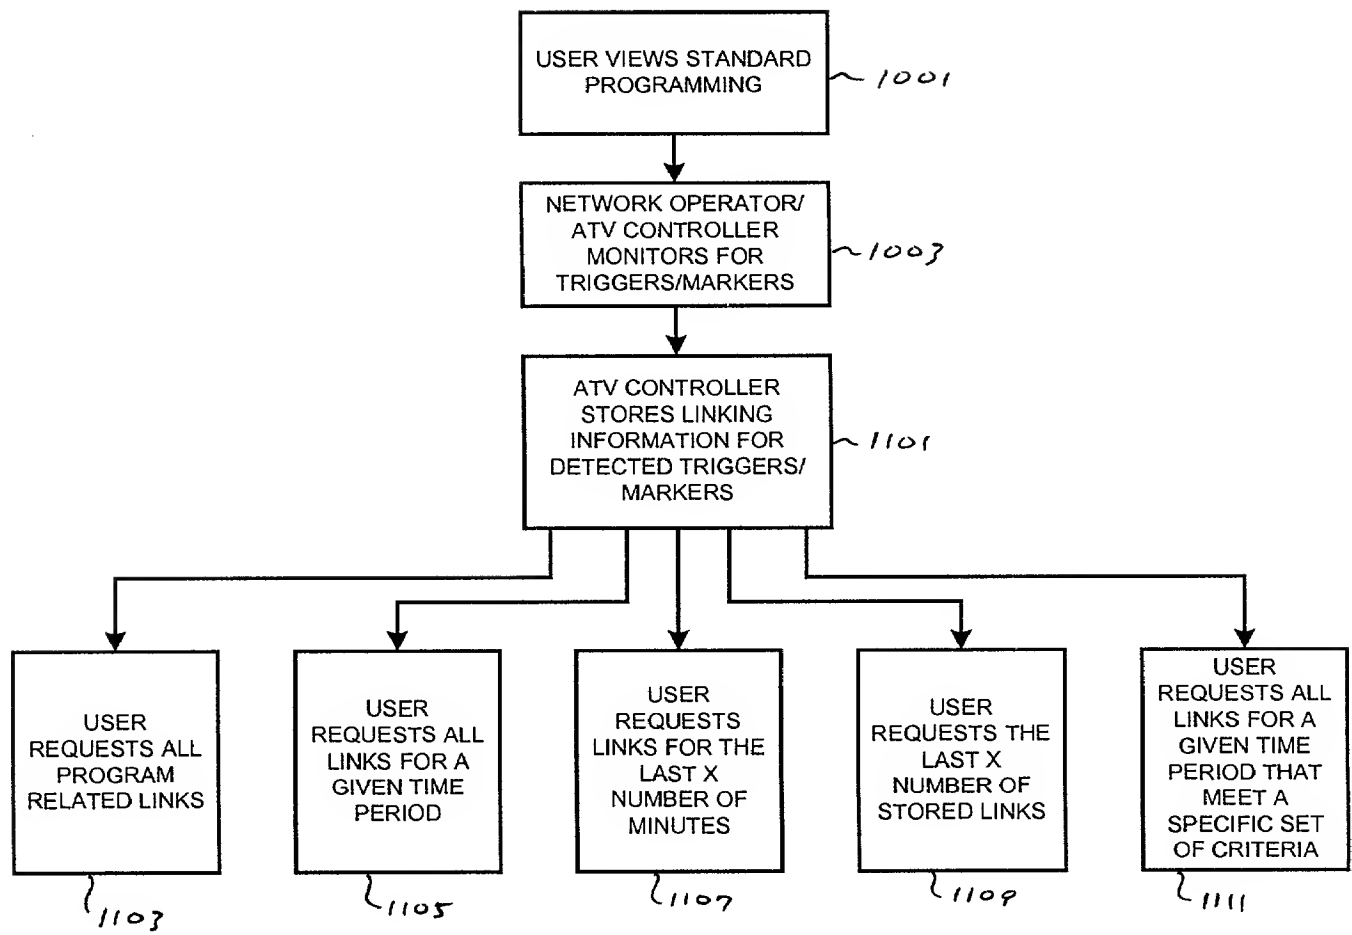 USER VIEWS STANDARD
PROGRAMMING
1001
NETWORK OPERATOR/
ATV CONTROLLER
MONITORS FOR
TRIGGERS/MARKERS
1003
ATV CONTROLLER
STORES LINKING
INFORMATION FOR
DETECTED TRIGGERS/
MARKERS
1101
USER
REQUESTS ALL
PROGRAM
RELATED LINKS
1103
USER
REQUESTS ALL
LINKS FOR A
GIVEN TIME
PERIOD
1105
USER
REQUESTS
LINKS FOR THE
LAST X
NUMBER OF
MINUTES
1107
USER
REQUESTS THE
LAST X
NUMBER OF
STORED LINKS
1109
USER
REQUESTS ALL
LINKS FOR A
GIVEN TIME
PERIOD THAT
MEET A
SPECIFIC SET
OF CRITERIA
1111